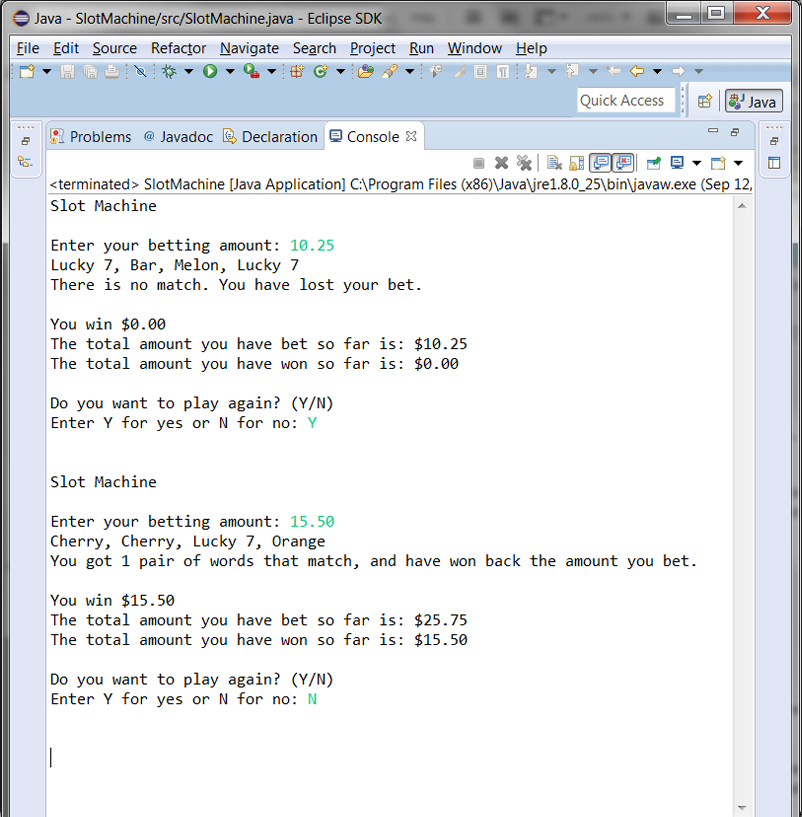 Java - SlotMachine/src/SlotMachine.java - Eclipse SDK
File Edit Source Refactor Navigate Search Project Run Window Help
Quick Access
Java
Problems @ Javadoc Declaration Console
<terminated> SlotMachine [Java Application] C:\Program Files (x86)\Java\jre1.8.0_25\bin\javaw.exe (Sep 12,
Slot Machine
Enter your betting amount: 10.25
Lucky 7, Bar, Melon, Lucky 7
There is no match. You have lost your bet.
You win $0.00
The total amount you have bet so far is: $10.25
The total amount you have won so far is: $0.00
Do you want to play again? (Y/N)
Enter Y for yes or N for no: Y
Slot Machine
Enter your betting amount: 15.50
Cherry, Cherry, Lucky 7, Orange
You got 1 pair of words that match, and have won back the amount you bet.
You win $15.50
The total amount you have bet so far is: $25.75
The total amount you have won so far is: $15.50
Do you want to play again? (Y/N)
Enter Y for yes or N for no: N